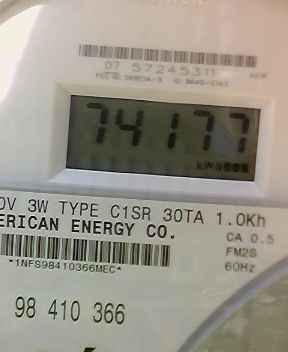 07 57245311
74177
kWh
0V 3W TYPE C1SR 30TA 1.0Kh
ERICAN ENERGY CO.
CA 0.5
FM2S
60Hz
*1NFS98410366MEC*
98 410 366